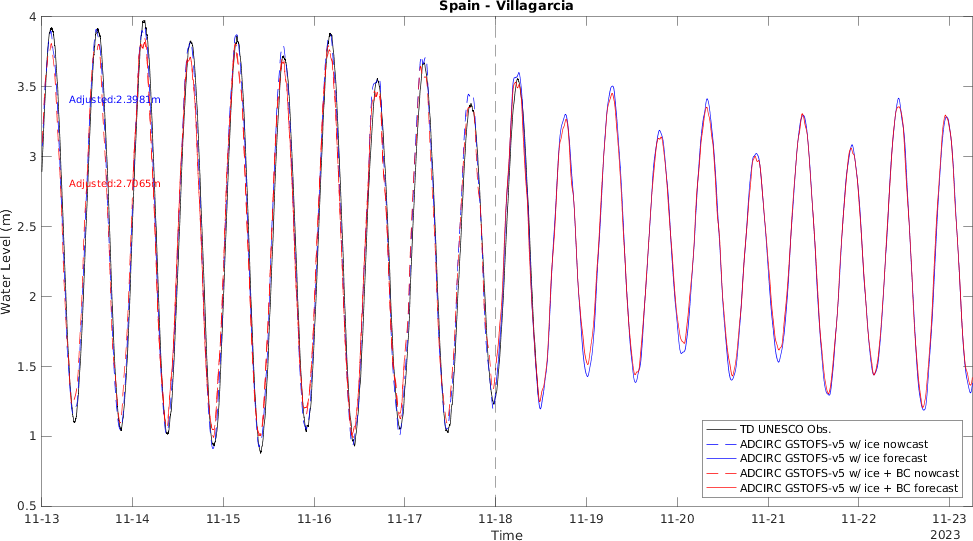 Spain - Villagarcia
4
3.5
3
2.5
2
1.5
1
0.5
Water Level (m)
Adjusted:2.3981m
Adjusted:2.7065m
TD UNESCO Obs.
ADCIRC GSTOFS-v5 w/ ice nowcast
ADCIRC GSTOFS-v5 w/ ice forecast
ADCIRC GSTOFS-v5 w/ ice + BC nowcast
ADCIRC GSTOFS-v5 w/ ice + BC forecast
11-13 11-14 11-15 11-16 11-17 11-18 11-19 11-20 11-21 11-22 11-23
2023
Time